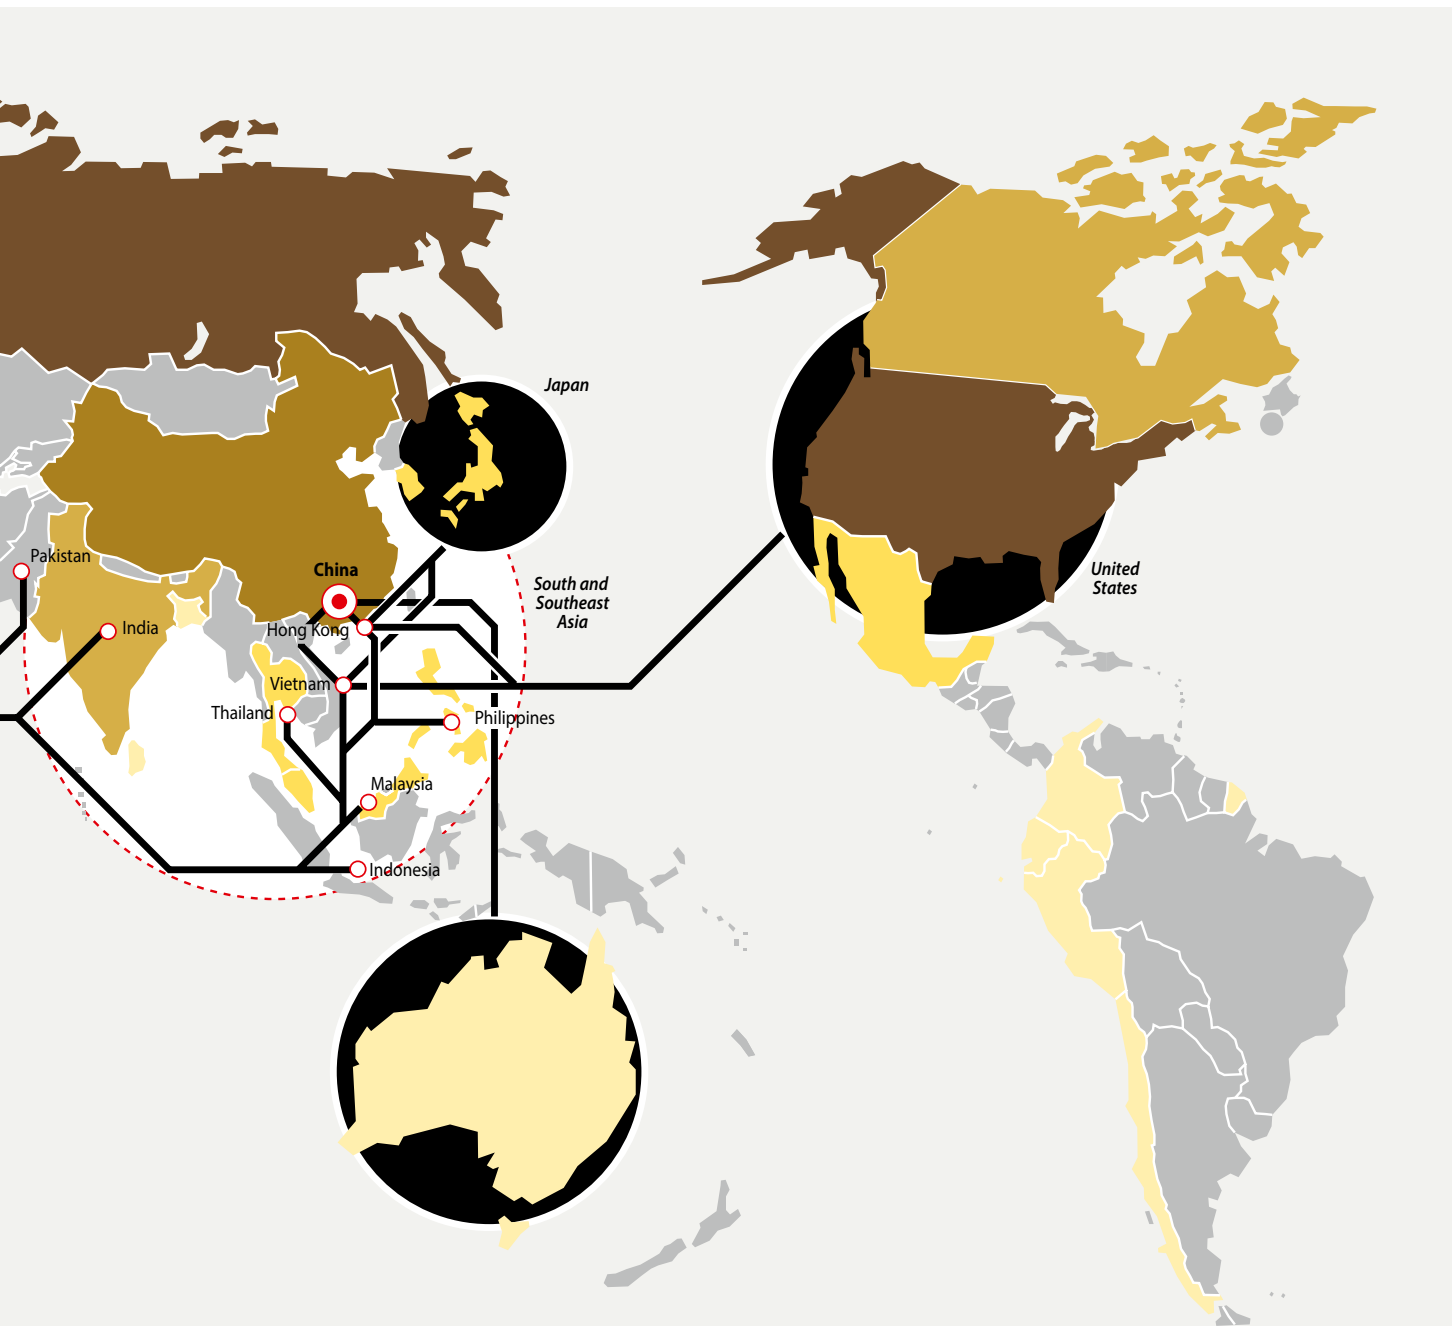 Japan
Pakistan
China
South and
Southeast
Asia
United
States
India
Hong Kong
Vietnam
Thailand
Philippines
Malaysia
Indonesia